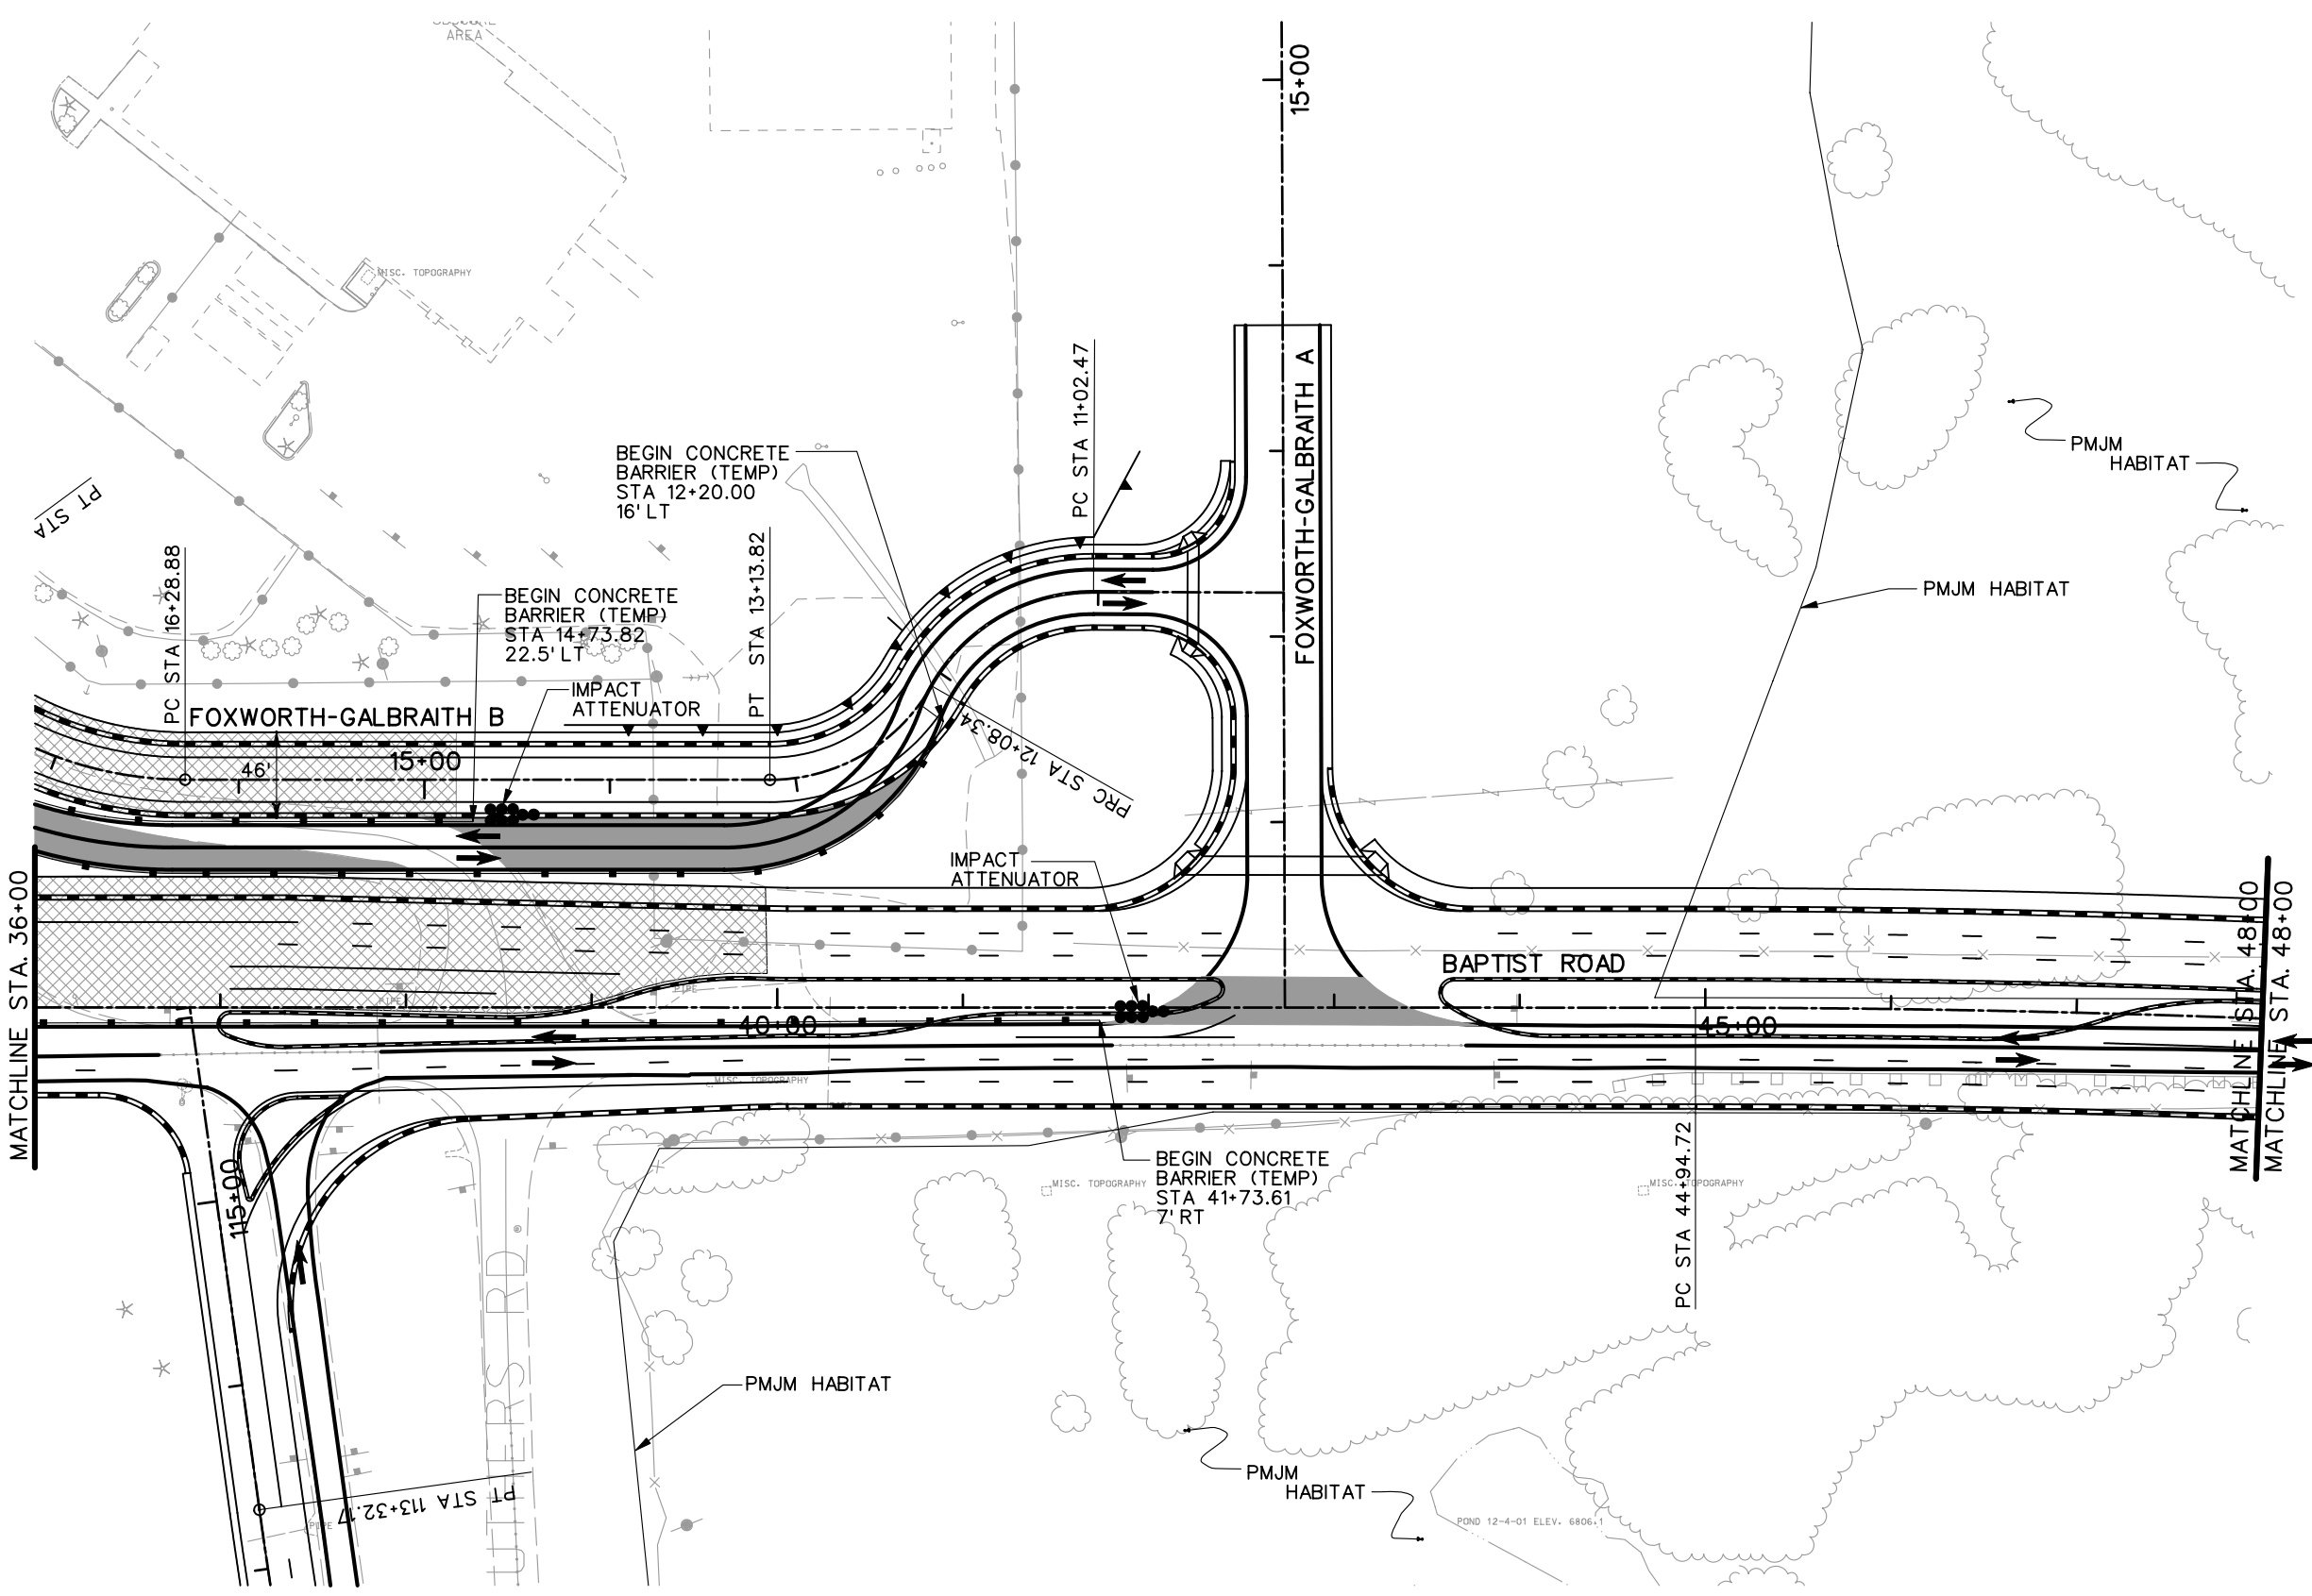 AREA
15+00
MISC. TOPOGRAPHY
PC STA 11+02.47
FOXWORTH-GALBRAITH A
BEGIN CONCRETE
BARRIER (TEMP)
STA 12+20.00
16' LT
PMJM
HABITAT
PT STA
PC STA 16+28.88
PT STA 13+13.82
BEGIN CONCRETE
BARRIER (TEMP)
STA 14+73.82
22.5' LT
PMJM HABITAT
IMPACT
ATTENUATOR
FOXWORTH-GALBRAITH B
PRC STA 12+08.34
15+00
46'
IMPACT
ATTENUATOR
MATCHLINE STA. 36+00
BAPTIST ROAD
MATCHLINE STA. 48+00
MATCHLINE STA. 48+00
PIPE
PIPE
40+00
45+00
MISC. TOPOGRAPHY
PIPE
PC STA 44+94.72
115+00
BEGIN CONCRETE
BARRIER (TEMP)
STA 41+73.61
7' RT
MISC. TOPOGRAPHY
MISC. TOPOGRAPHY
PMJM HABITAT
PMJM
HABITAT
PT STA 113+32.17
PIPE
POND 12-4-01 ELEV. 6806.1